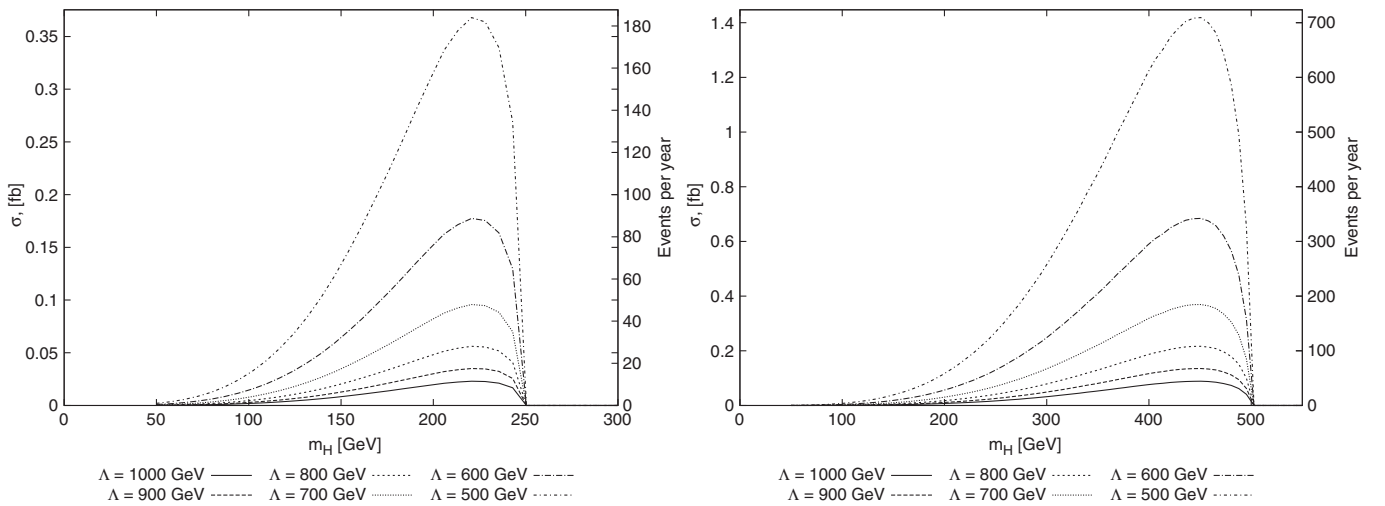 0.35
0.3
0.25
0.2
0.15
0.1
0.05
0
σ, [fb]
180
160
140
120
100
80
60
40
20
0
Events per year
0 50 100 150 200 250 300
m_H [GeV]
Λ = 1000 GeV Λ = 800 GeV Λ = 600 GeV
Λ = 900 GeV Λ = 700 GeV Λ = 500 GeV
1.4
1.2
1
0.8
0.6
0.4
0.2
0
σ, [fb]
700
600
500
400
300
200
100
0
Events per year
0 100 200 300 400 500
m_H [GeV]
Λ = 1000 GeV Λ = 800 GeV Λ = 600 GeV
Λ = 900 GeV Λ = 700 GeV Λ = 500 GeV